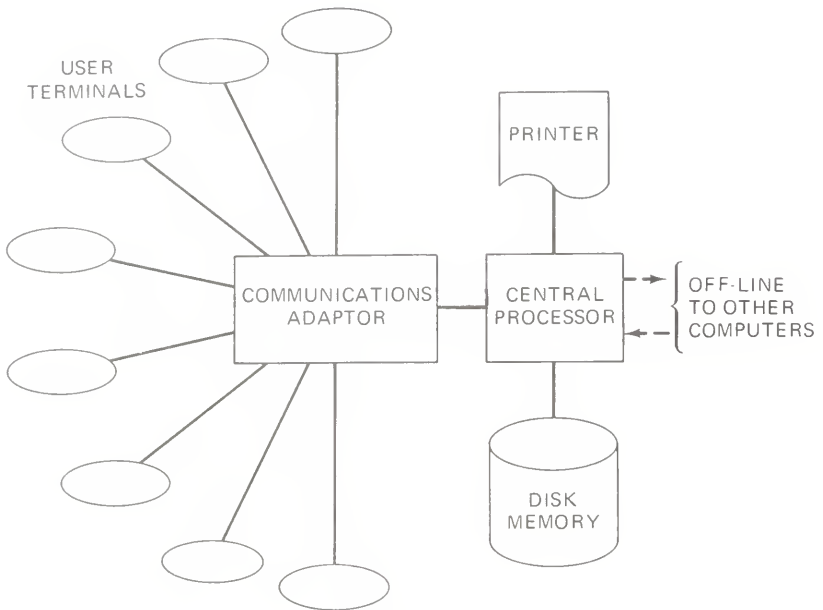 USER
TERMINALS
PRINTER
COMMUNICATIONS
ADAPTOR
CENTRAL
PROCESSOR
OFF-LINE
TO OTHER
COMPUTERS
DISK
MEMORY